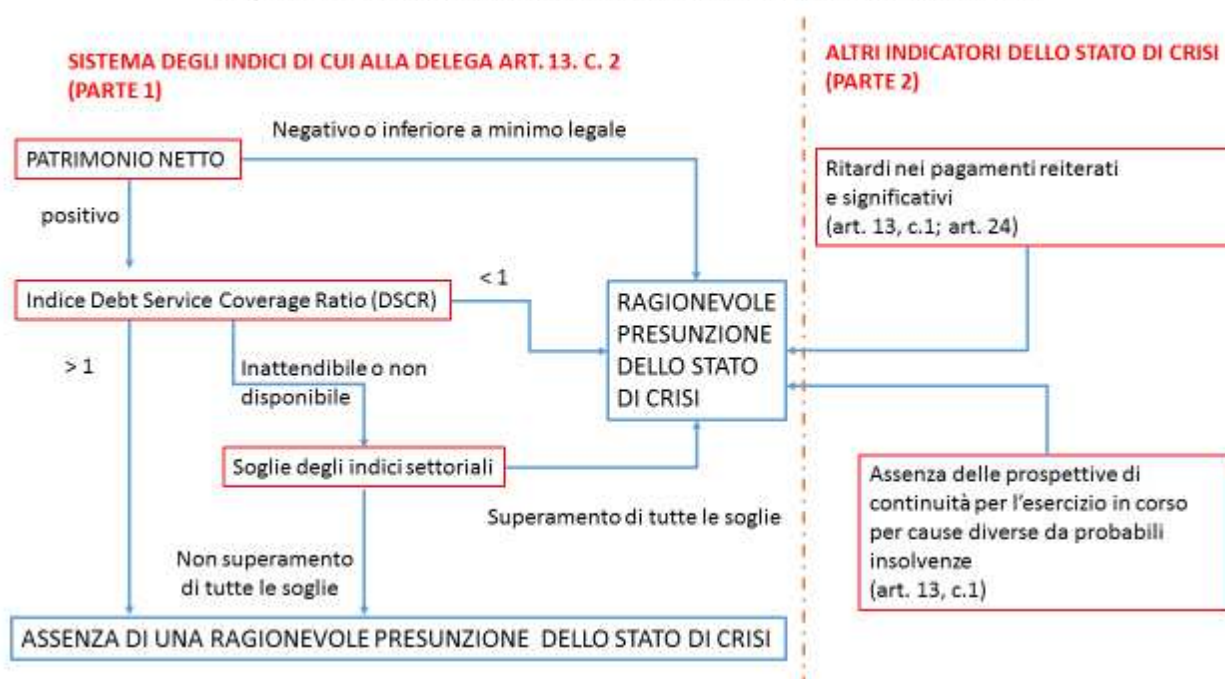 SISTEMA DEGLI INDICI DI CUI ALLA DELEGA ART. 13. C. 2
(PARTE 1)
Negativo o inferiore a minimo legale
PATRIMONIO NETTO
positivo
Indice Debt Service Coverage Ratio (DSCR)
< 1
> 1
Inattendibile o non
disponibile
RAGIONEVOLE
PRESUNZIONE
DELLO STATO
DI CRISI
Soglie degli indici settoriali
Superamento di tutte le soglie
Non superamento
di tutte le soglie
ASSENZA DI UNA RAGIONEVOLE PRESUNZIONE DELLO STATO DI CRISI
ALTRI INDICATORI DELLO STATO DI CRISI
(PARTE 2)
Ritardi nei pagamenti reiterati
e significativi
(art. 13, c.1; art. 24)
Assenza delle prospettive di
continuità per l'esercizio in corso
per cause diverse da probabili
insolvenze
(art. 13, c.1)